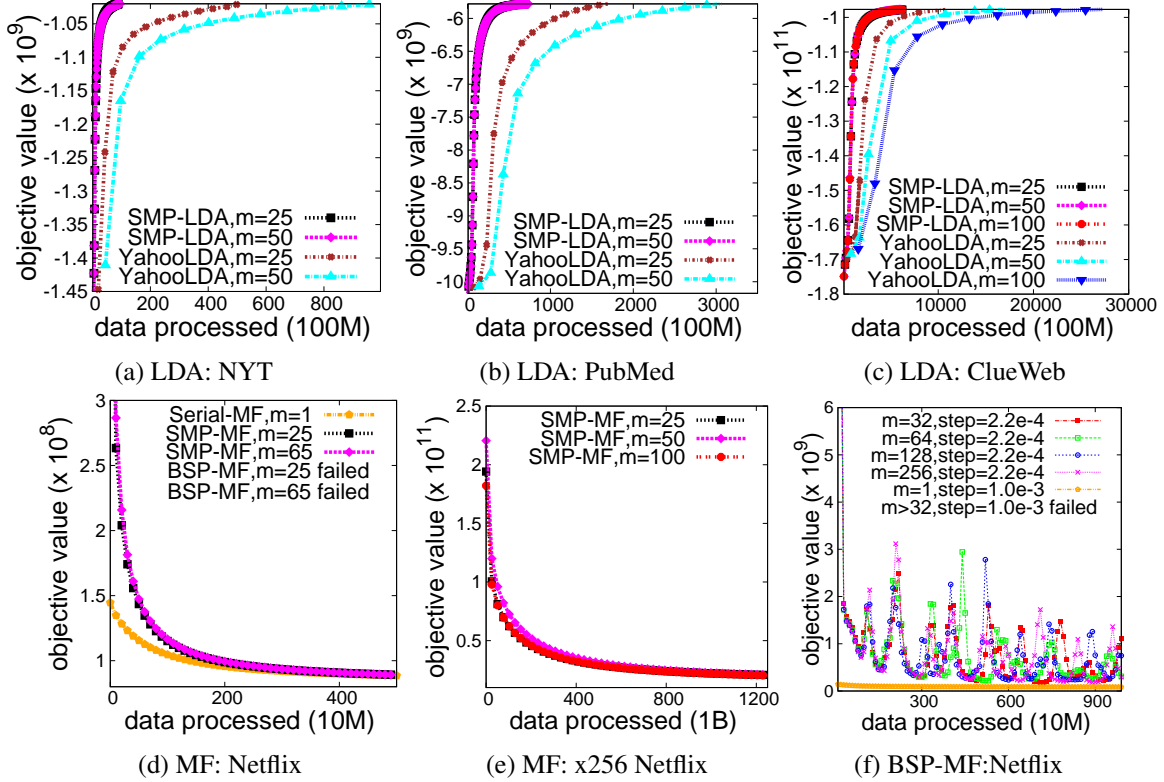 objective value (x 10^9)
-1.05
-1.1
-1.15
-1.2
-1.25
-1.3
-1.35
-1.4
-1.45
SMP-LDA,m=25
SMP-LDA,m=50
YahooLDA,m=25
YahooLDA,m=50
0 200 400 600 800
data processed (100M)
(a) LDA: NYT
objective value (x 10^9)
-6
-7
-8
-9
-10
SMP-LDA,m=25
SMP-LDA,m=50
YahooLDA,m=25
YahooLDA,m=50
0 1000 2000 3000
data processed (100M)
(b) LDA: PubMed
objective value (x 10^11)
-1
-1.1
-1.2
-1.3
-1.4
-1.5
-1.6
-1.7
-1.8
SMP-LDA,m=25
SMP-LDA,m=50
SMP-LDA,m=100
YahooLDA,m=25
YahooLDA,m=50
YahooLDA,m=100
10000 20000 30000
data processed (100M)
(c) LDA: ClueWeb
objective value (x 10^8)
3
2.5
2
1.5
1
Serial-MF,m=1
SMP-MF,m=25
SMP-MF,m=65
BSP-MF,m=25 failed
BSP-MF,m=65 failed
0 200 400
data processed (10M)
(d) MF: Netflix
objective value (x 10^11)
2.5
2
1.5
1
0.5
SMP-MF,m=25
SMP-MF,m=50
SMP-MF,m=100
0 400 800 1200
data processed (1B)
(e) MF: x256 Netflix
objective value (x 10^9)
6
5
4
3
2
1
0
m=32,step=2.2e-4
m=64,step=2.2e-4
m=128,step=2.2e-4
m=256,step=2.2e-4
m=1,step=1.0e-3
m>32,step=1.0e-3 failed
300 600 900
data processed (10M)
(f) BSP-MF:Netflix